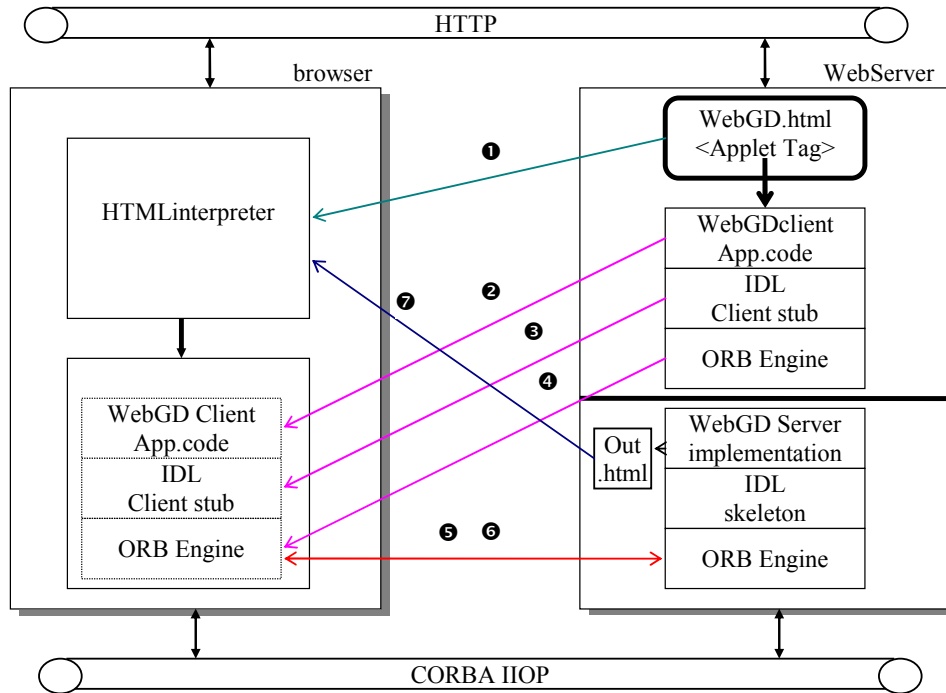 HTTP
browser
WebServer
WebGD.html
<Applet Tag>
❶
HTMLinterpreter
WebGDclient
App.code
IDL
Client stub
ORB Engine
❷
❼
❸
❹
WebGD Client
App.code
IDL
Client stub
ORB Engine
Out
.html
WebGD Server
implementation
IDL
skeleton
ORB Engine
❺ ❻
CORBA IIOP